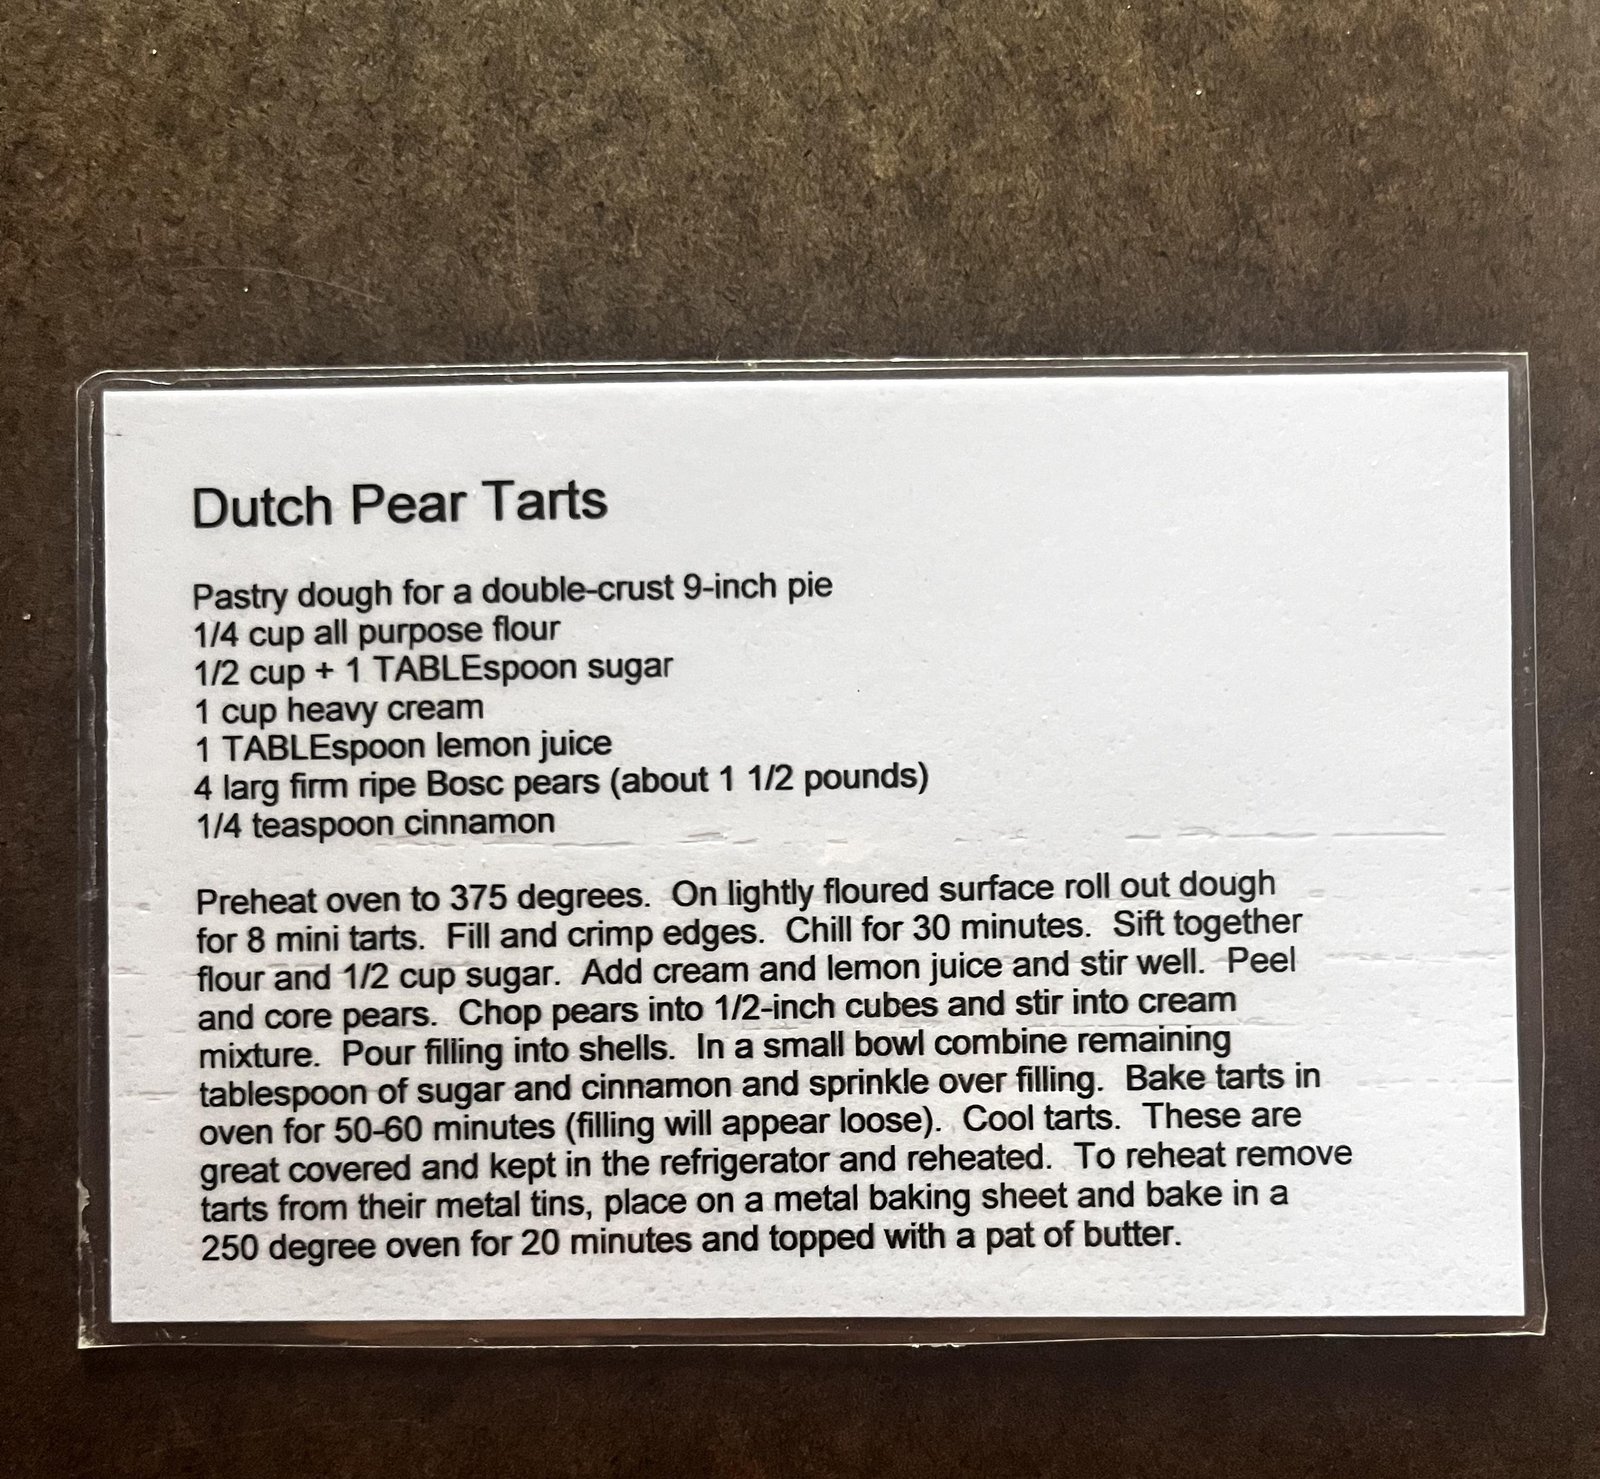 Dutch Pear Tarts
Pastry dough for a double-crust 9-inch pie
1/4 cup all purpose flour
1/2 cup + 1 TABLEspoon sugar
1 cup heavy cream
1 TABLEspoon lemon juice
4 larg firm ripe Bosc pears (about 1 1/2 pounds)
1/4 teaspoon cinnamon
Preheat oven to 375 degrees.  On lightly floured surface roll out dough
for 8 mini tarts.  Fill and crimp edges.  Chill for 30 minutes.  Sift together
flour and 1/2 cup sugar.  Add cream and lemon juice and stir well.  Peel
and core pears.  Chop pears into 1/2-inch cubes and stir into cream
mixture.  Pour filling into shells.  In a small bowl combine remaining
tablespoon of sugar and cinnamon and sprinkle over filling.  Bake tarts in
oven for 50-60 minutes (filling will appear loose).  Cool tarts.  These are
great covered and kept in the refrigerator and reheated.  To reheat remove
tarts from their metal tins, place on a metal baking sheet and bake in a
250 degree oven for 20 minutes and topped with a pat of butter.